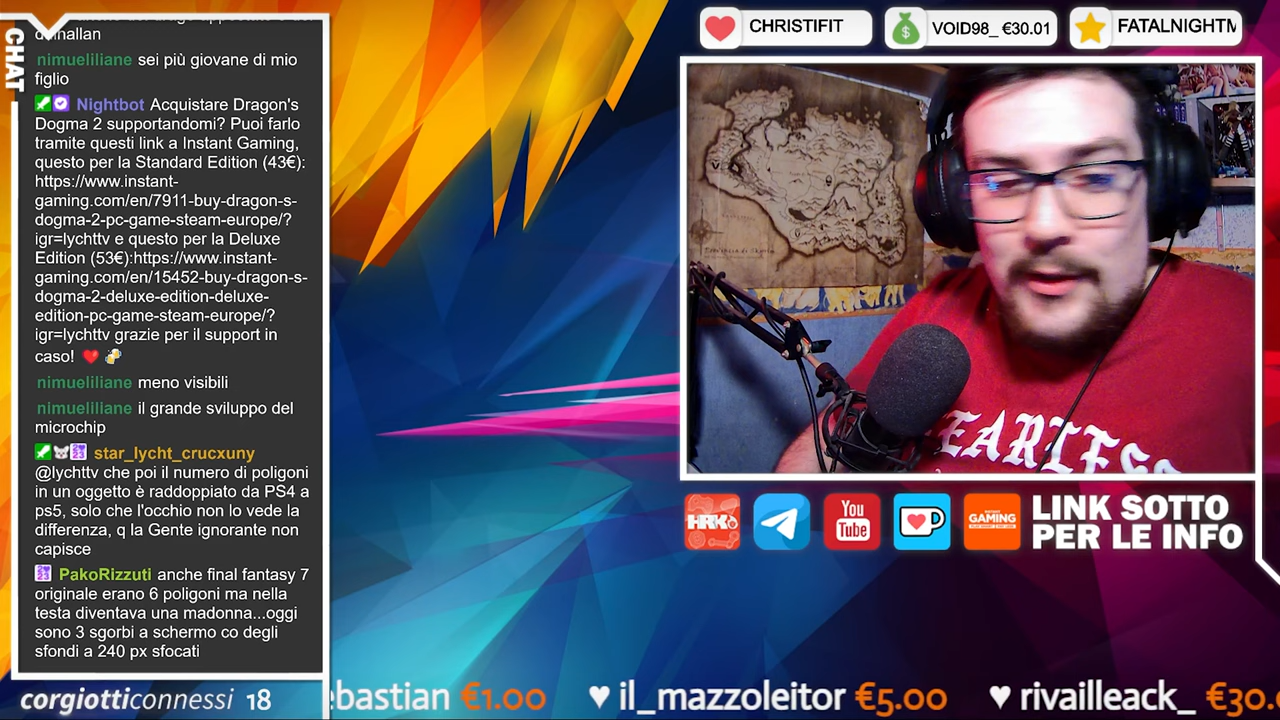 CHAT
nimueliliane sei più giovane di mio
figlio
Nightbot Acquistare Dragon's
Dogma 2 supportandomi? Puoi farlo
tramite questi link a Instant Gaming,
questo per la Standard Edition (43€):
https://www.instant-
gaming.com/en/7911-buy-dragon-s-
dogma-2-pc-game-steam-europe/?
igr=lychttv e questo per la Deluxe
Edition (53€):https://www.instant-
gaming.com/en/15452-buy-dragon-s-
dogma-2-deluxe-edition-deluxe-
edition-pc-game-steam-europe/?
igr=lychttv grazie per il support in
caso!
nimueliliane meno visibili
nimueliliane il grande sviluppo del
microchip
star_lycht_crucxuny
@lychttv che poi il numero di poligoni
in un oggetto è raddoppiato da PS4 a
ps5, solo che l'occhio non lo vede la
differenza, q la Gente ignorante non
capisce
PakoRizzuti anche final fantasy 7
originale erano 6 poligoni ma nella
testa diventava una madonna...oggi
sono 3 sgorbi a schermo co degli
sfondi a 240 px sfocati
corgiotticonnessi 18
CHRISTIFIT
VOID98_ €30.01
FATALNIGHTM
EARLESS
HRK
You
Tube
INSTANT
GAMING
LINK SOTTO
PER LE INFO
ebastian €1.00 ♥ il_mazzoleitor €5.00 ♥ rivailleack_ €30.